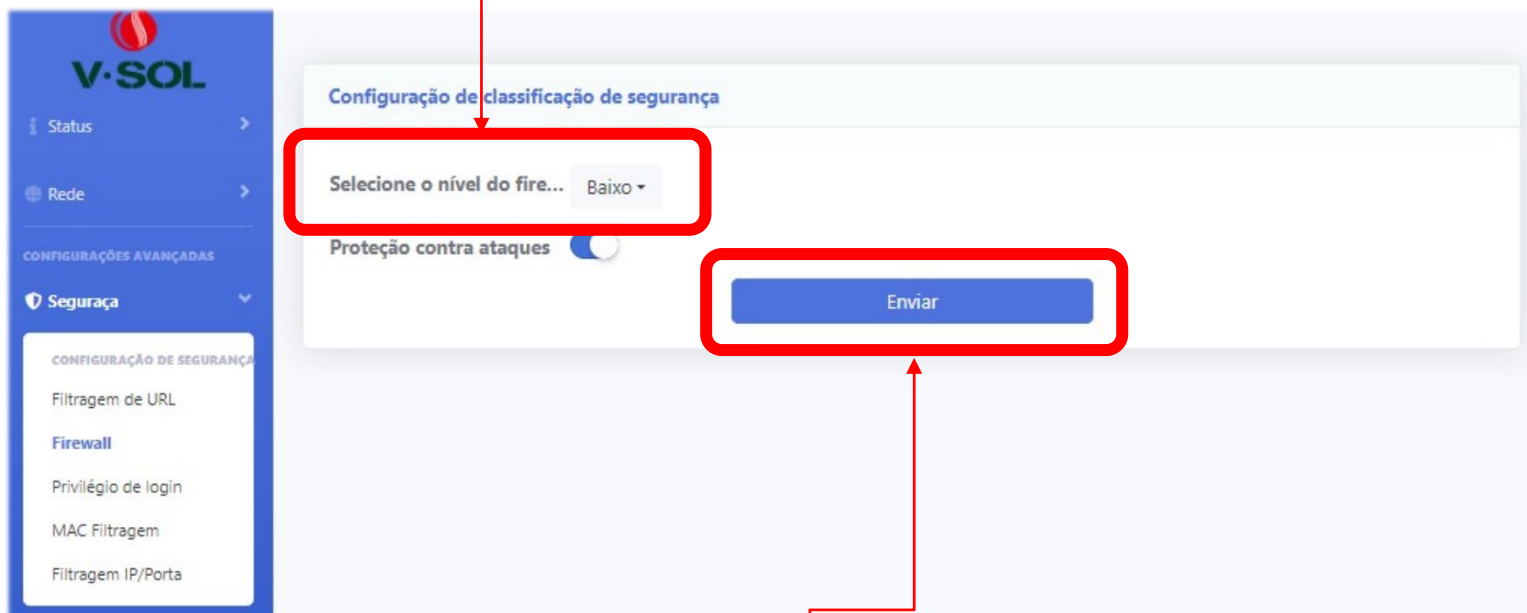 V·SOL
Status
Rede
CONFIGURAÇÕES AVANÇADAS
Seguraça
CONFIGURAÇÃO DE SEGURANÇA
Filtragem de URL
Firewall
Privilégio de login
MAC Filtragem
Filtragem IP/Porta
Configuração de classificação de segurança
Selecione o nível do fire... Baixo
Proteção contra ataques
Enviar